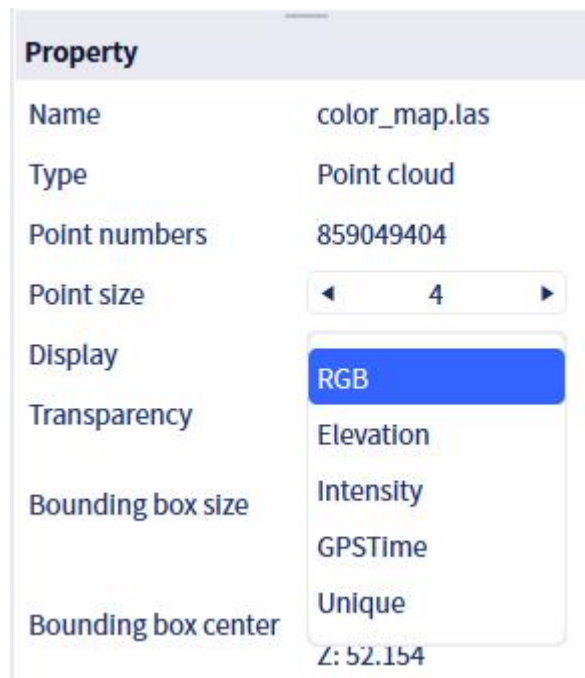 Property
Name color_map.las
Type Point cloud
Point numbers 859049404
Point size 4
Display
RGB
Transparency
Elevation
Intensity
Bounding box size
GPSTime
Unique
Bounding box center
Z: 52.154